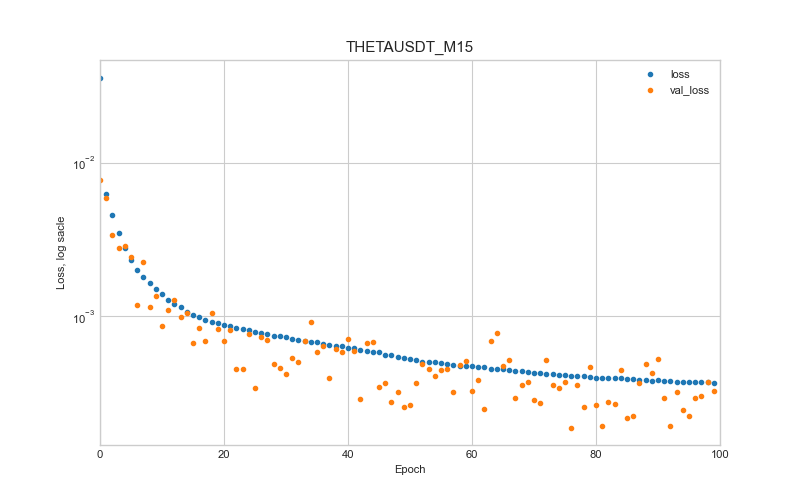 THETAUSDT_M15
loss
val_loss
10⁻²
10⁻³
Loss, log sacle
0 20 40 60 80 100
Epoch